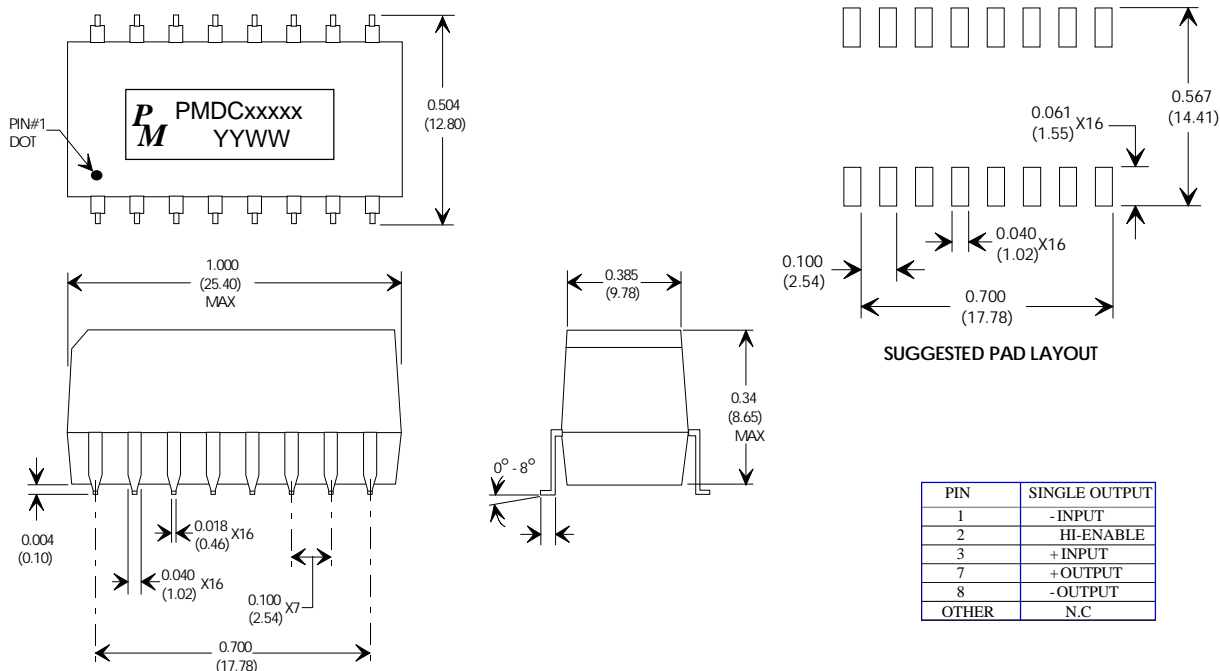 PIN#1
DOT
PM
PMDCxxxxx
YYWW
0.504
(12.80)
0.061
(1.55) X16
0.567
(14.41)
0.100
(2.54)
0.040
(1.02) X16
0.700
(17.78)
SUGGESTED PAD LAYOUT
1.000
(25.40)
MAX
0.004
(0.10)
0.018
(0.46) X16
0.040
(1.02) X16
0.100
(2.54) X7
0.700
(17.78)
0.385
(9.78)
0.34
(8.65)
MAX
0° - 8°
PIN SINGLE OUTPUT
1 -INPUT
2 HI-ENABLE
3 +INPUT
7 +OUTPUT
8 -OUTPUT
OTHER N.C